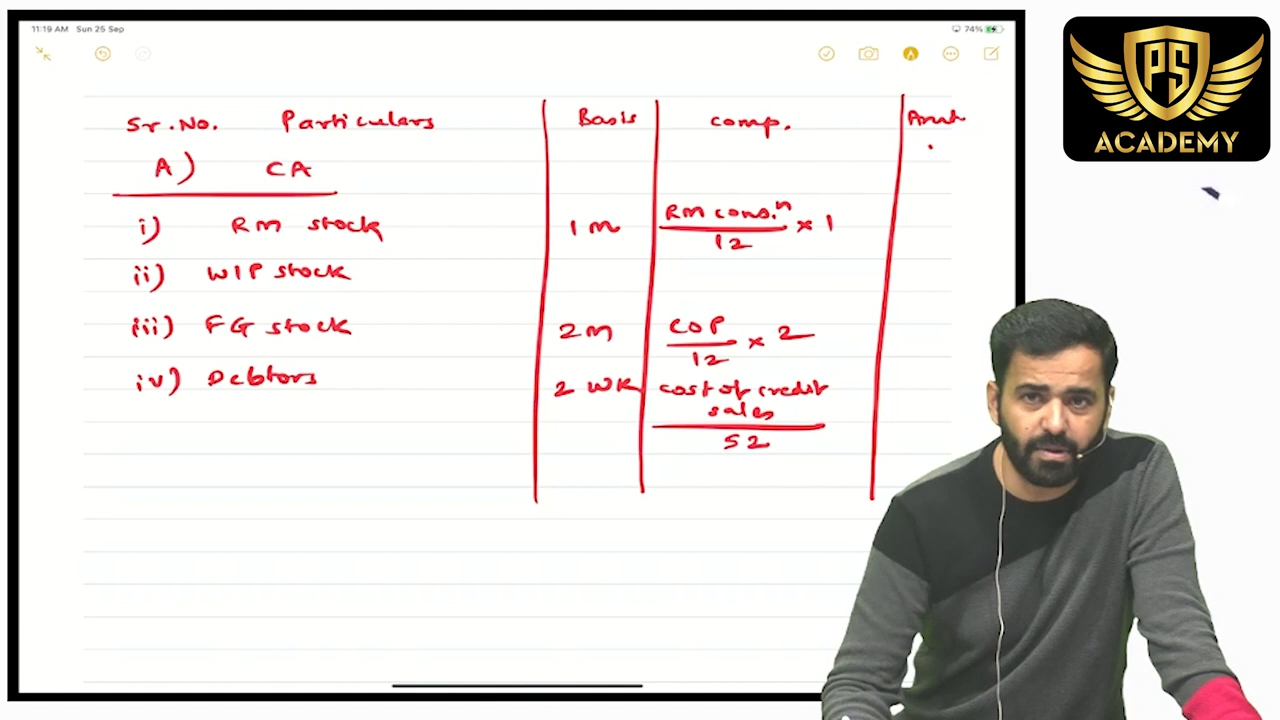 11:19 AM Sun 25 Sep
74%
PS
ACADEMY
Sr. No. Particulars Basis comp. Amt.
A) CA
i) RM stock 1 m RM cons.n / 12 × 1
ii) WIP stock
iii) FG stock 2 m COP / 12 × 2
iv) Debtors 2 WK cost of credit
sales
52